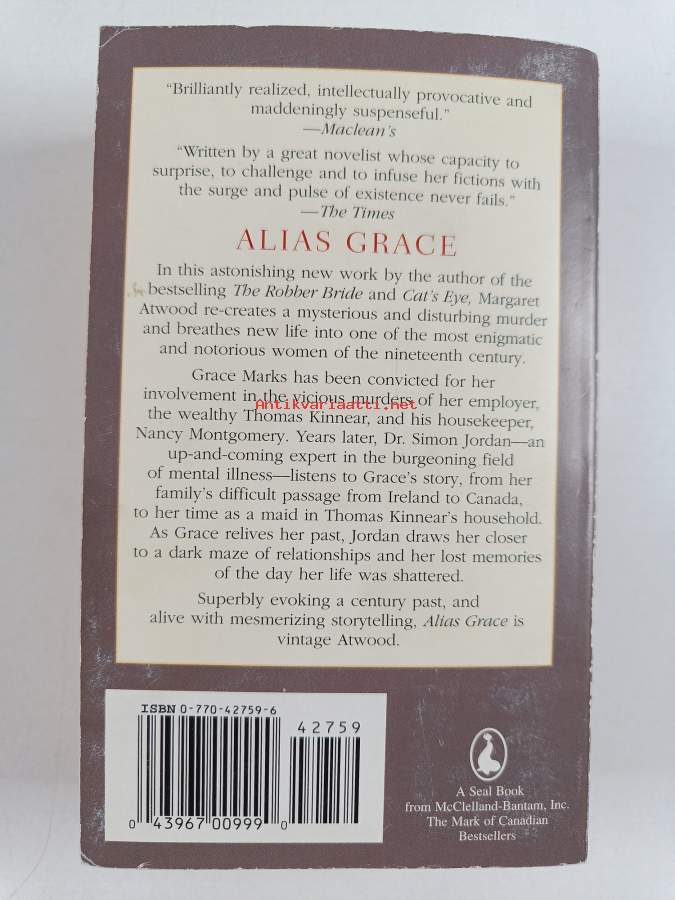 “Brilliantly realized, intellectually provocative and
maddeningly suspenseful.”
—Maclean's
“Written by a great novelist whose capacity to
surprise, to challenge and to infuse her fictions with
the surge and pulse of existence never fails.”
—The Times
ALIAS GRACE
In this astonishing new work by the author of the
bestselling The Robber Bride and Cat's Eye, Margaret
Atwood re-creates a mysterious and disturbing murder
and breathes new life into one of the most enigmatic
and notorious women of the nineteenth century.
Grace Marks has been convicted for her
involvement in the vicious murders of her employer,
Antikvariaatti.net
the wealthy Thomas Kinnear, and his housekeeper,
Nancy Montgomery. Years later, Dr. Simon Jordan—an
up-and-coming expert in the burgeoning field
of mental illness—listens to Grace's story, from her
family's difficult passage from Ireland to Canada,
to her time as a maid in Thomas Kinnear's household.
As Grace relives her past, Jordan draws her closer
to a dark maze of relationships and her lost memories
of the day her life was shattered.
Superbly evoking a century past, and
alive with mesmerizing storytelling, Alias Grace is
vintage Atwood.
ISBN 0-770-42759-6
42759
0 43967 00999 0
A Seal Book
from McClelland-Bantam, Inc.
The Mark of Canadian
Bestsellers